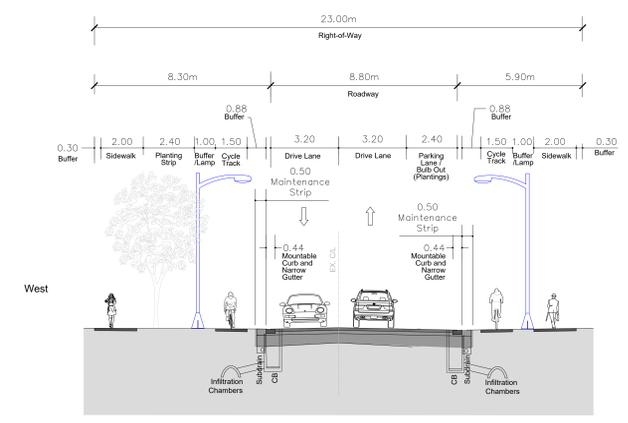 23.00m
Right-of-Way
8.30m
8.80m
5.90m
Roadway
0.88
Buffer
0.88
Buffer
0.30
Buffer
2.00
Sidewalk
2.40
Planting
Strip
1.00
Buffer
/Lamp
1.50
Cycle
Track
3.20
Drive Lane
3.20
Drive Lane
2.40
Parking
Lane /
Bulb Out
(Plantings)
1.50
Cycle
Track
1.00
Buffer
/Lamp
2.00
Sidewalk
0.30
Buffer
0.50
Maintenance
Strip
0.50
Maintenance
Strip
0.44
Mountable
Curb and
Narrow
Gutter
EX. C/L
0.44
Mountable
Curb and
Narrow
Gutter
West
Infiltration
Chambers
Subdrain
CB
CB
Subdrain
Infiltration
Chambers